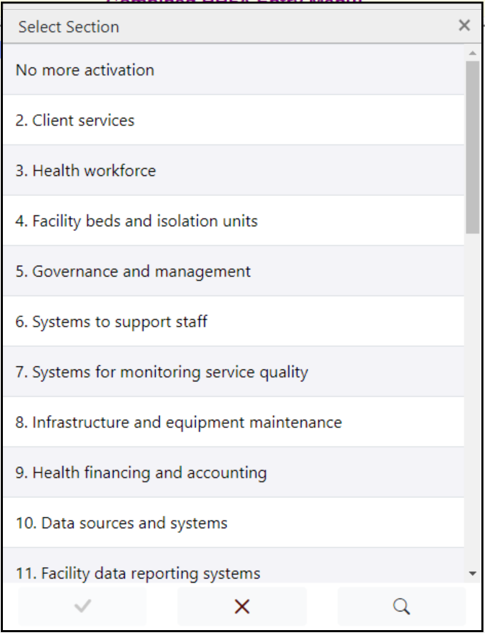 Select Section
No more activation
2. Client services
3. Health workforce
4. Facility beds and isolation units
5. Governance and management
6. Systems to support staff
7. Systems for monitoring service quality
8. Infrastructure and equipment maintenance
9. Health financing and accounting
10. Data sources and systems
11. Facility data reporting systems